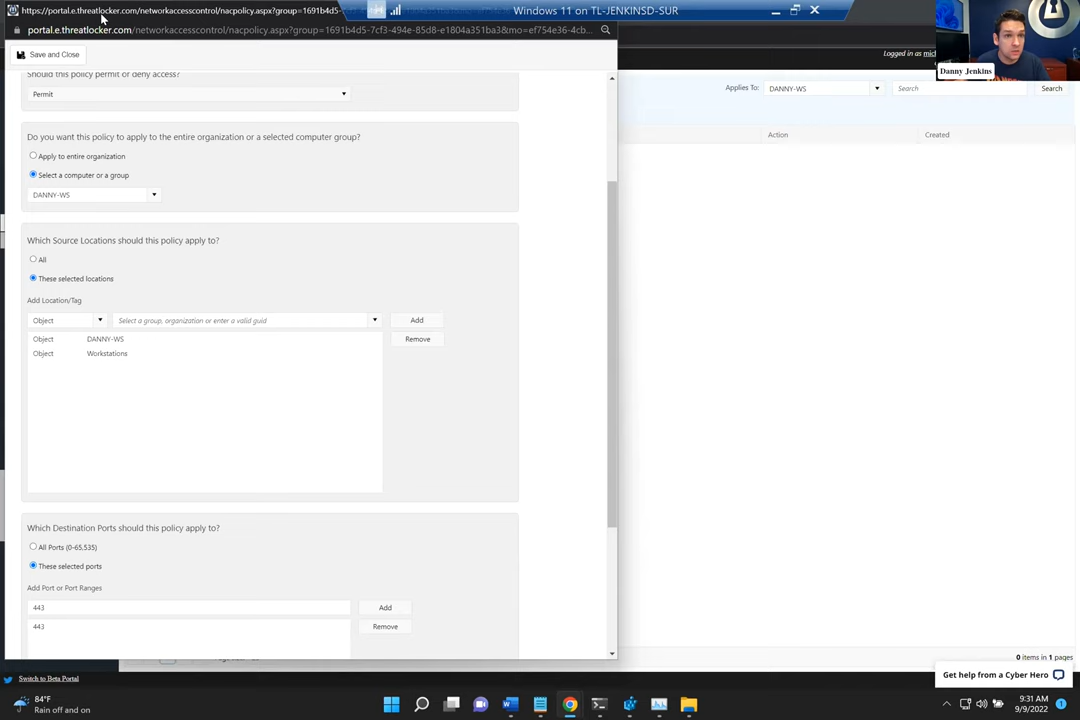 https://portal.e.threatlocker.com/networkaccesscontrol/nacpolicy.aspx?group=1691b4d5-
Windows 11 on TL-JENKINSD-SUR
portal.e.threatlocker.com/networkaccesscontrol/nacpolicy.aspx?group=1691b4d5-7cf3-494e-85d8-e1804a351ba3&mo=ef754e36-4cb...
Save and Close
Logged in as
Danny Jenkins
Should this policy permit or deny access?
Permit
Applies To:
DANNY-WS
Search
Search
Action
Created
Do you want this policy to apply to the entire organization or a selected computer group?
Apply to entire organization
Select a computer or a group
DANNY-WS
Which Source Locations should this policy apply to?
All
These selected locations
Add Location/Tag
Object
Select a group, organization or enter a valid guid
Add
Object DANNY-WS
Remove
Object Workstations
Which Destination Ports should this policy apply to?
All Ports (0-65,535)
These selected ports
Add Port or Port Ranges
443
Add
443
Remove
0 items in 1 pages
Get help from a Cyber Hero
Switch to Beta Portal
84°F
Rain off and on
9:31 AM
9/9/2022
1